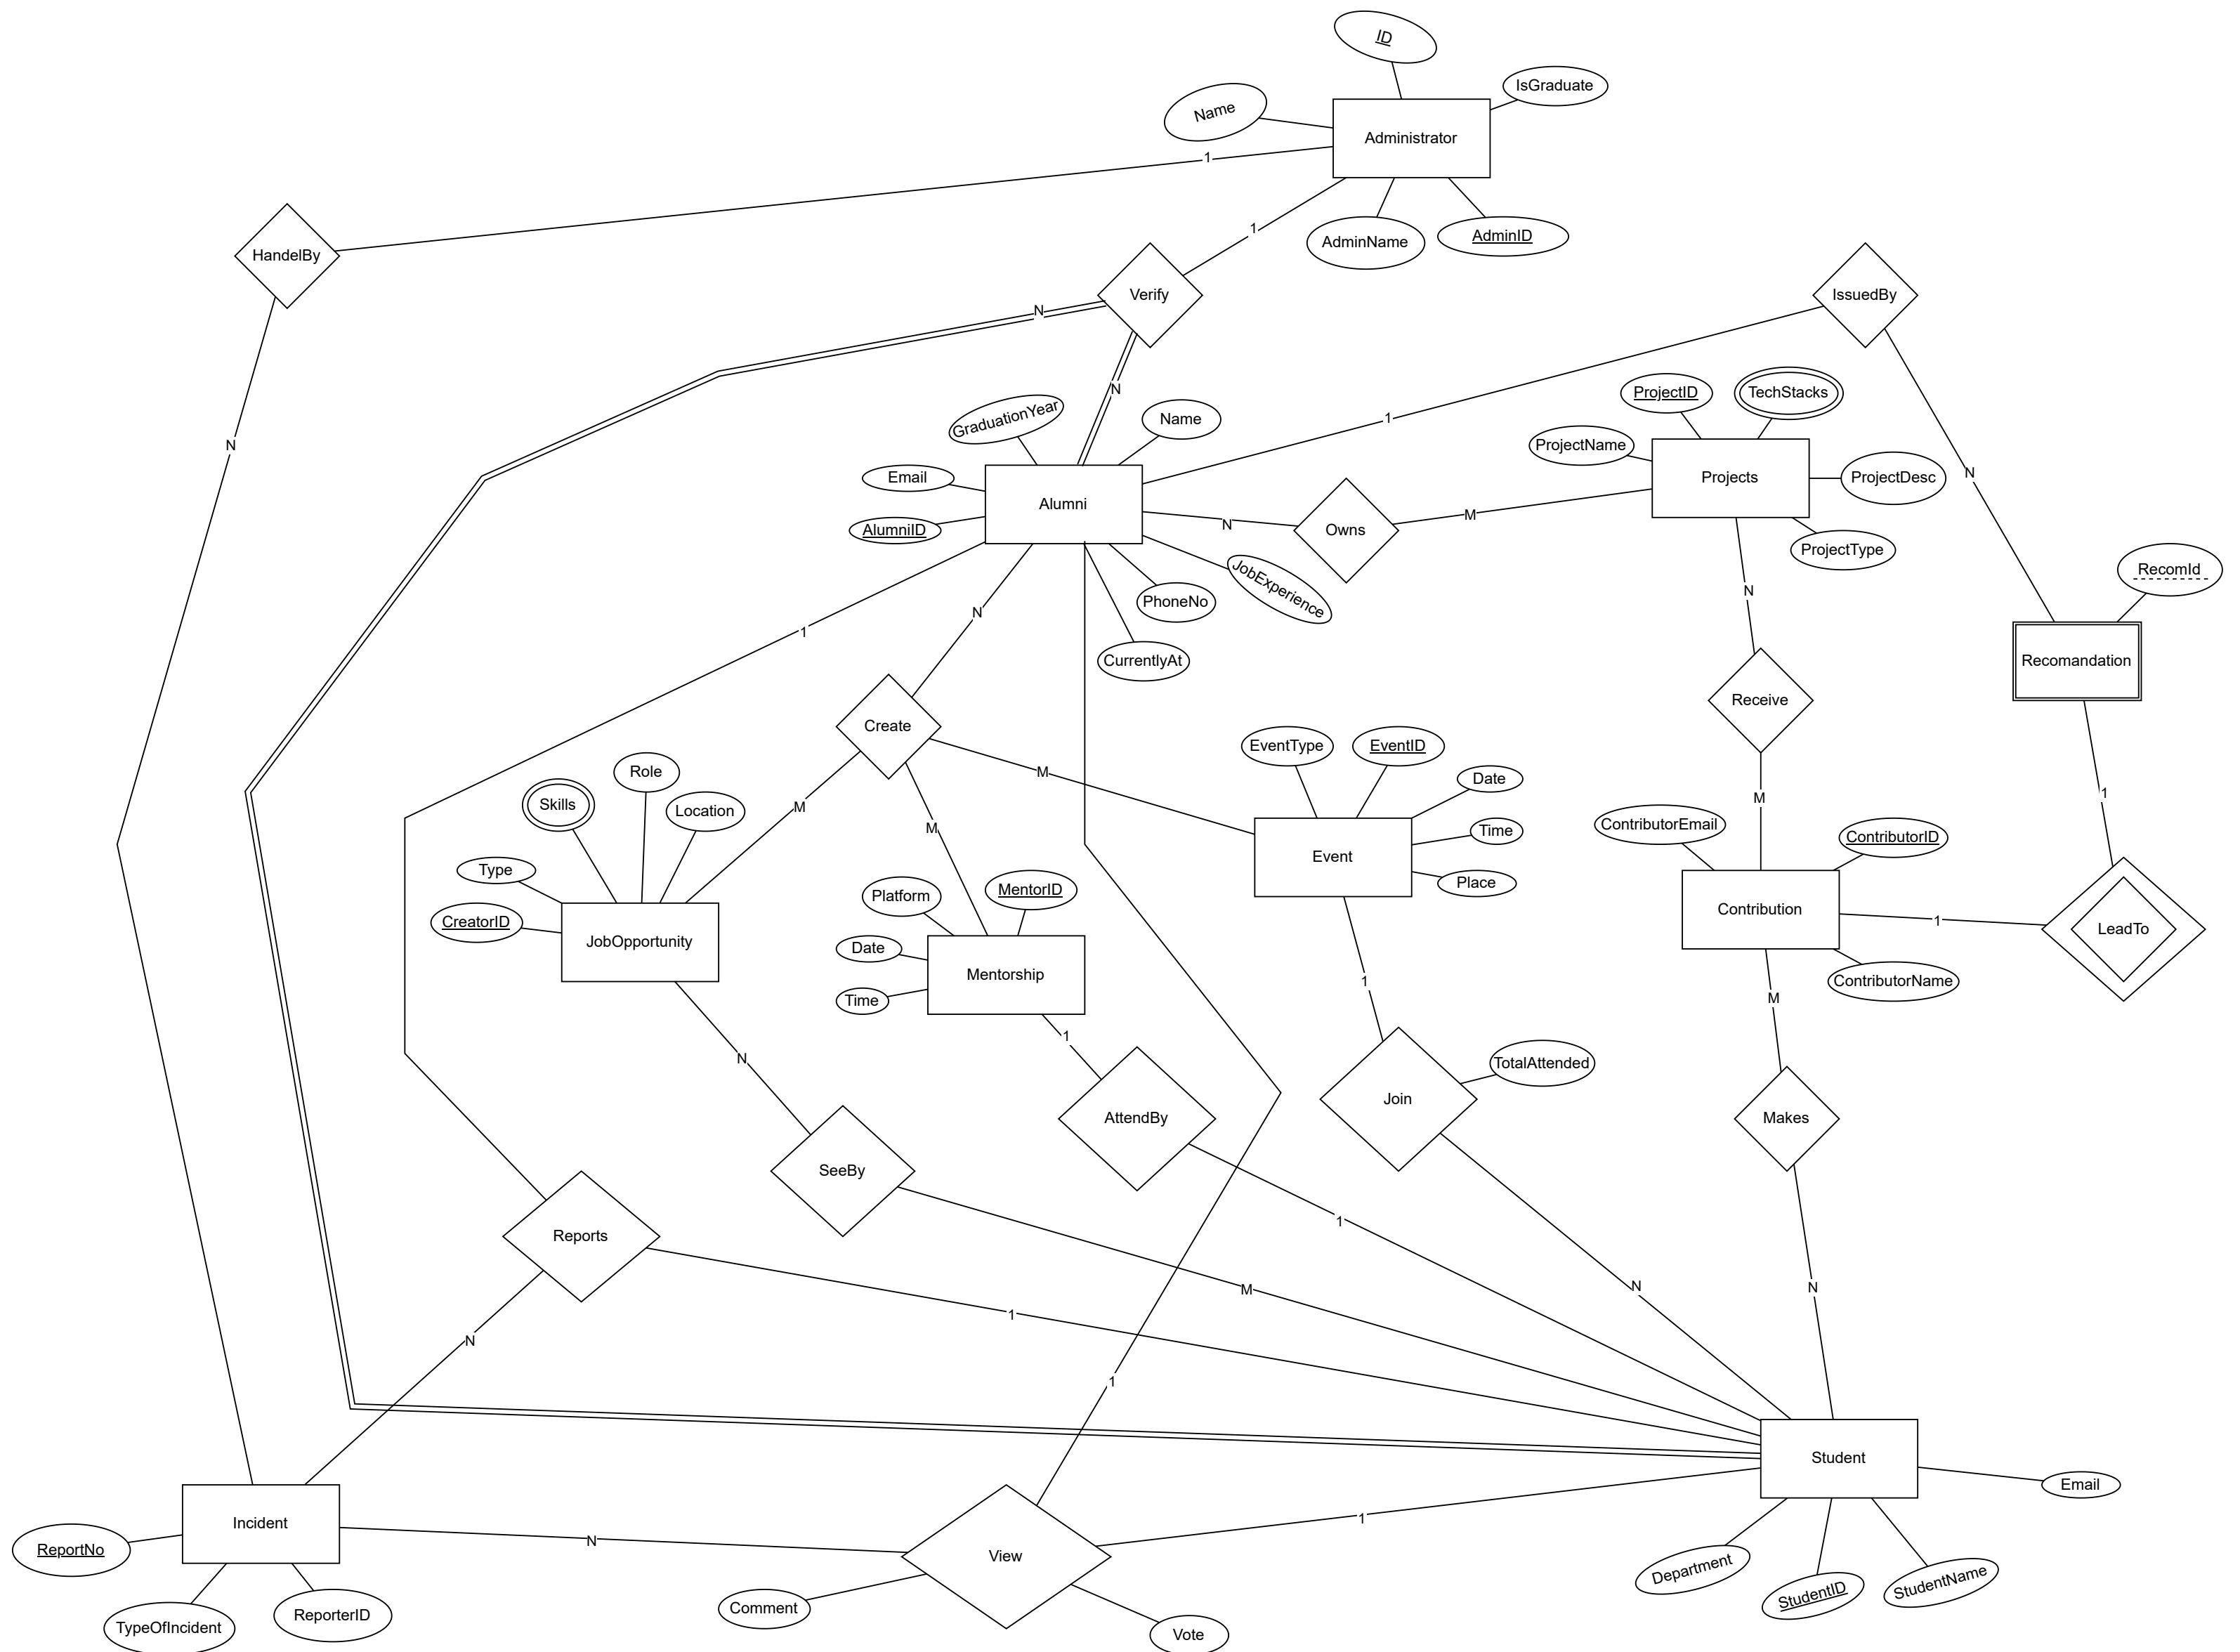 ID
IsGraduate
Name
Administrator
1
HandelBy
1
AdminName
AdminID
Verify
IssuedBy
N
N
GraduationYear
Name
1
ProjectID
TechStacks
N
ProjectName
ProjectDesc
Email
Alumni
Projects
N
AlumniID
N
Owns
M
ProjectType
JobExperience
PhoneNo
RecomId
N
N
1
CurrentlyAt
Recomandation
Receive
Create
EventType
EventID
Role
M
Date
Skills
Location
M
M
M
1
ContributorEmail
ContributorID
Time
Event
Type
Platform
MentorID
Place
CreatorID
JobOpportunity
Contribution
1
LeadTo
Date
Mentorship
ContributorName
Time
1
M
1
N
TotalAttended
Join
AttendBy
Makes
SeeBy
1
Reports
M
N
N
1
N
1
Student
Email
Incident
1
ReportNo
N
View
Department
StudentID
StudentName
TypeOfIncident
ReporterID
Comment
Vote